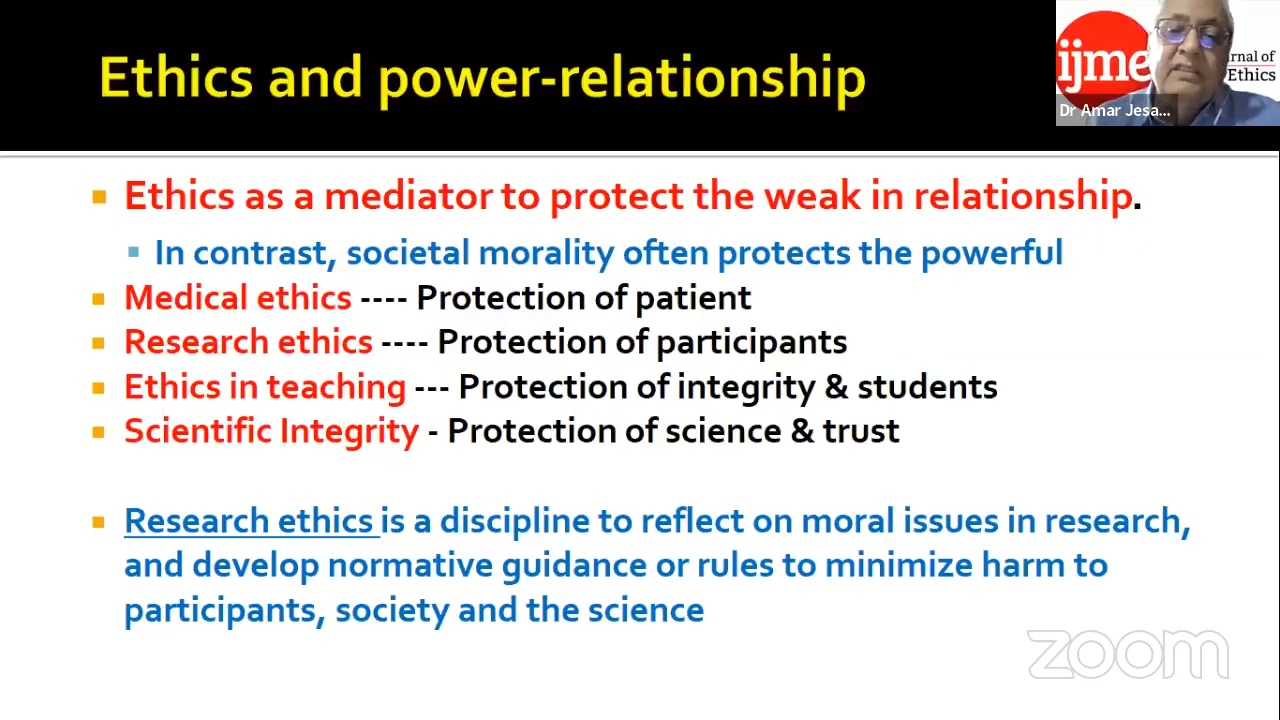 Ethics and power-relationship
ijme
rnal of
Ethics
Dr Amar Jesa...
Ethics as a mediator to protect the weak in relationship.
In contrast, societal morality often protects the powerful
Medical ethics ---- Protection of patient
Research ethics ---- Protection of participants
Ethics in teaching --- Protection of integrity & students
Scientific Integrity - Protection of science & trust
Research ethics is a discipline to reflect on moral issues in research,
and develop normative guidance or rules to minimize harm to
participants, society and the science
zoom